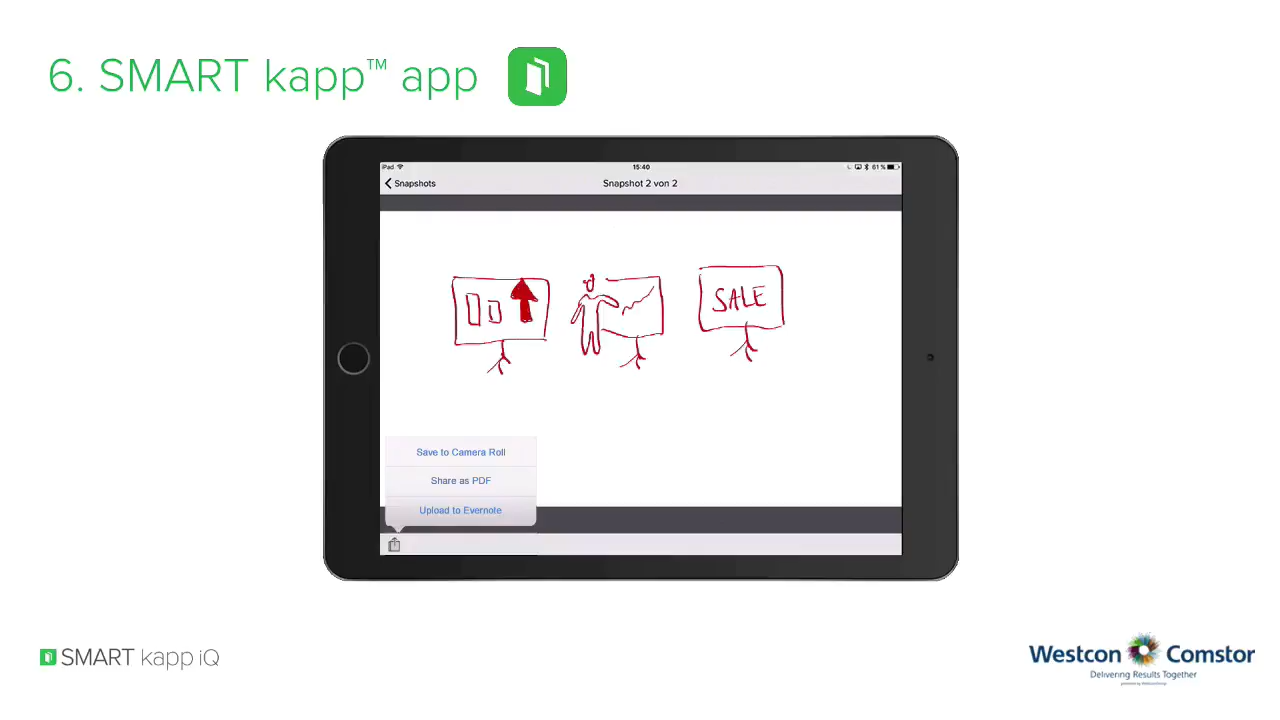 6. SMART kapp™ app
iPad 15:40 61 %
Snapshots Snapshot 2 von 2
SALE
Save to Camera Roll
Share as PDF
Upload to Evernote
SMART kapp iQ
Westcon Comstor
Delivering Results Together